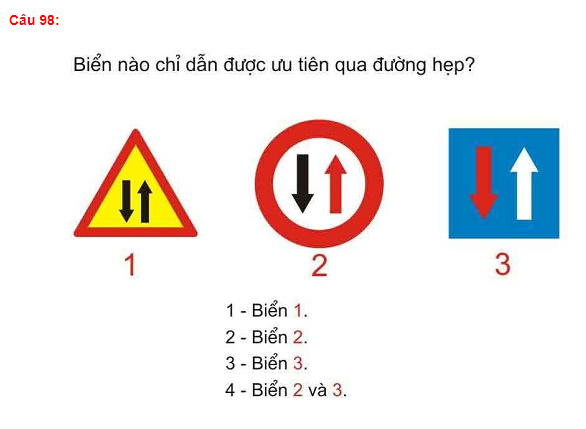 Câu 98:
Biển nào chỉ dẫn được ưu tiên qua đường hẹp?
1 2 3
1 - Biển 1.
2 - Biển 2.
3 - Biển 3.
4 - Biển 2 và 3.